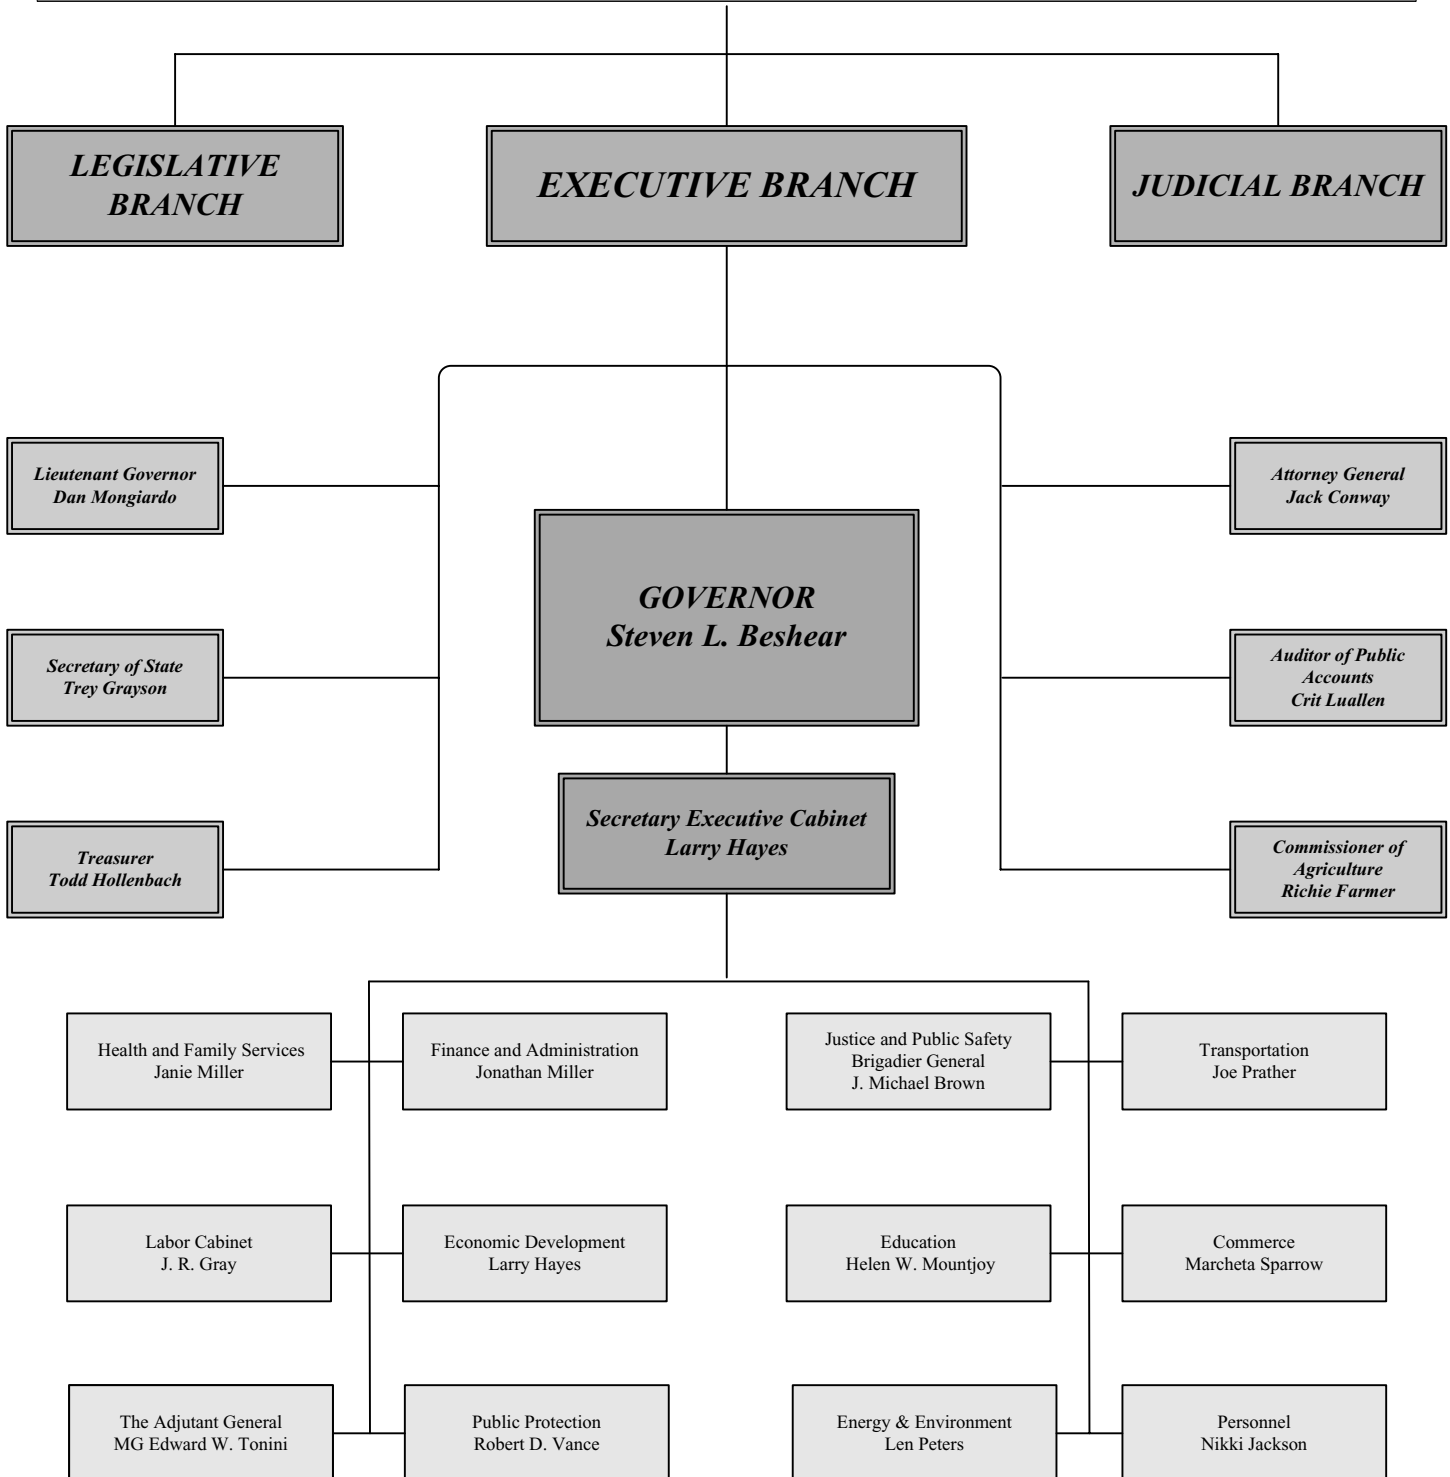 LEGISLATIVE
BRANCH
EXECUTIVE BRANCH
JUDICIAL BRANCH
Lieutenant Governor
Dan Mongiardo
Attorney General
Jack Conway
GOVERNOR
Steven L. Beshear
Secretary of State
Trey Grayson
Auditor of Public
Accounts
Crit Luallen
Secretary Executive Cabinet
Larry Hayes
Treasurer
Todd Hollenbach
Commissioner of
Agriculture
Richie Farmer
Health and Family Services
Janie Miller
Finance and Administration
Jonathan Miller
Justice and Public Safety
Brigadier General
J. Michael Brown
Transportation
Joe Prather
Labor Cabinet
J. R. Gray
Economic Development
Larry Hayes
Education
Helen W. Mountjoy
Commerce
Marcheta Sparrow
The Adjutant General
MG Edward W. Tonini
Public Protection
Robert D. Vance
Energy & Environment
Len Peters
Personnel
Nikki Jackson